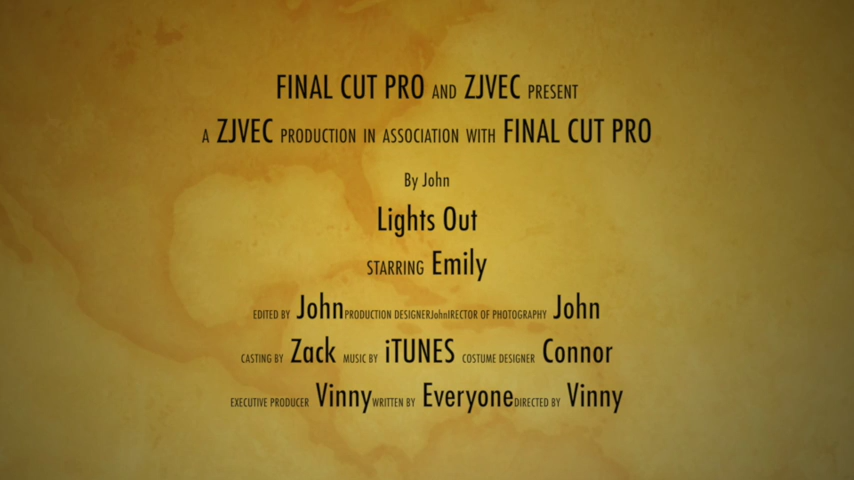 FINAL CUT PRO AND ZJVEC PRESENT
A ZJVEC PRODUCTION IN ASSOCIATION WITH FINAL CUT PRO
By John
Lights Out
STARRING Emily
EDITED BY JohnPRODUCTION DESIGNERJohnIRECTOR OF PHOTOGRAPHY John
CASTING BY Zack MUSIC BY iTUNES COSTUME DESIGNER Connor
EXECUTIVE PRODUCER VinnyWRITTEN BY EveryoneDIRECTED BY Vinny